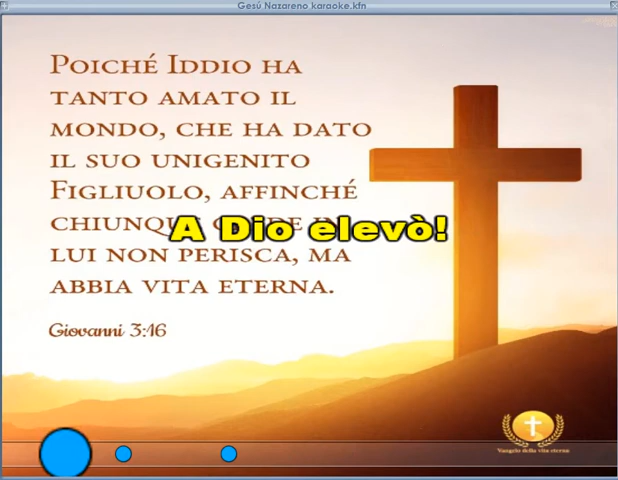 Gesú Nazareno karaoke.kfn
Poiché Iddio ha
tanto amato il
mondo, che ha dato
il suo unigenito
Figliuolo, affinché
A Dio elevò!
lui non perisca, ma
abbia vita eterna.
Giovanni 3:16
Vangelo della vita eterna